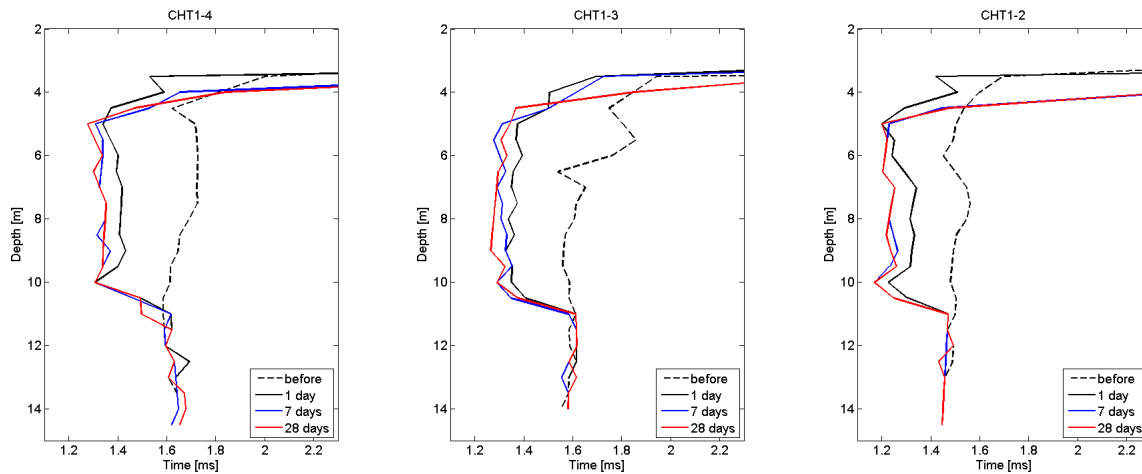 CHT1-4
2
4
6
8
10
12
14
Depth [m]
1.2 1.4 1.6 1.8 2 2.2
Time [ms]
before
1 day
7 days
28 days
CHT1-3
2
4
6
8
10
12
14
Depth [m]
1.2 1.4 1.6 1.8 2 2.2
Time [ms]
before
1 day
7 days
28 days
CHT1-2
2
4
6
8
10
12
14
Depth [m]
1.2 1.4 1.6 1.8 2 2.2
Time [ms]
before
1 day
7 days
28 days